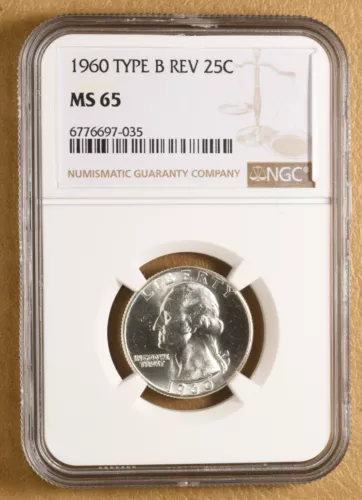 1960 TYPE B REV 25C
MS 65
6776697-035
NUMISMATIC GUARANTY COMPANY
NGC®
LIBERTY
IN GOD WE
TRUST
1960